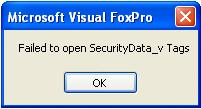 Microsoft Visual FoxPro
Failed to open SecurityData_v Tags
OK